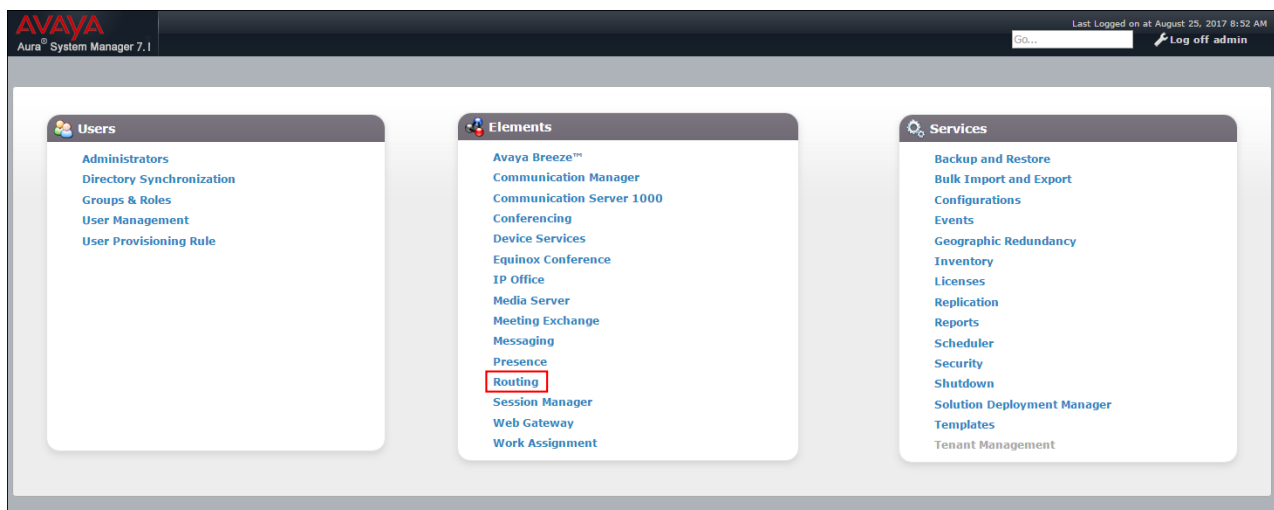 AVAYA
Aura® System Manager 7.1
Last Logged on at August 25, 2017 8:52 AM
Go...
Log off admin
Users
Administrators
Directory Synchronization
Groups & Roles
User Management
User Provisioning Rule
Elements
Avaya Breeze™
Communication Manager
Communication Server 1000
Conferencing
Device Services
Equinox Conference
IP Office
Media Server
Meeting Exchange
Messaging
Presence
Routing
Session Manager
Web Gateway
Work Assignment
Services
Backup and Restore
Bulk Import and Export
Configurations
Events
Geographic Redundancy
Inventory
Licenses
Replication
Reports
Scheduler
Security
Shutdown
Solution Deployment Manager
Templates
Tenant Management